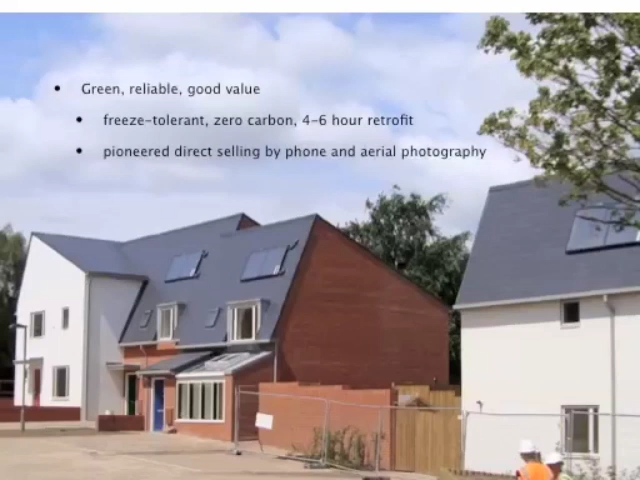 • Green, reliable, good value
• freeze-tolerant, zero carbon, 4-6 hour retrofit
• pioneered direct selling by phone and aerial photography